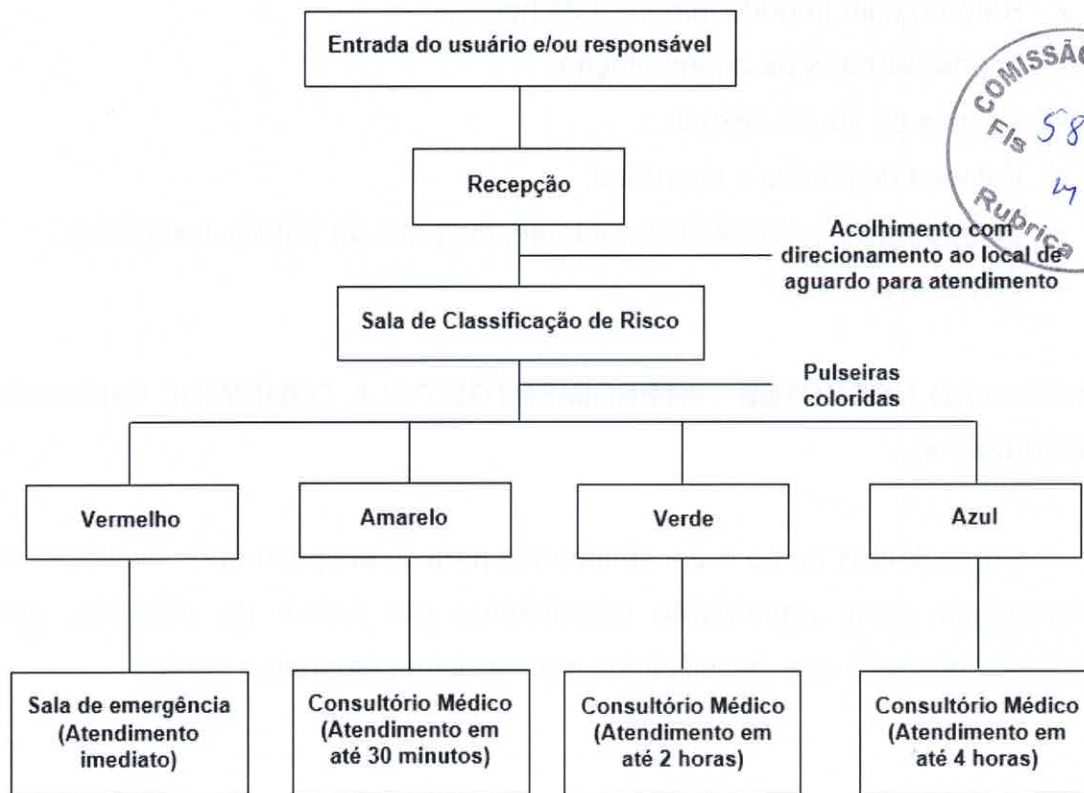 Entrada do usuário e/ou responsável
COMISSÃO
Fls 58
Rubrica
Recepção
Acolhimento com
direcionamento ao local de
aguardo para atendimento
Sala de Classificação de Risco
Pulseiras
coloridas
Vermelho
Amarelo
Verde
Azul
Sala de emergência
(Atendimento
imediato)
Consultório Médico
(Atendimento em
até 30 minutos)
Consultório Médico
(Atendimento em
até 2 horas)
Consultório Médico
(Atendimento em
até 4 horas)